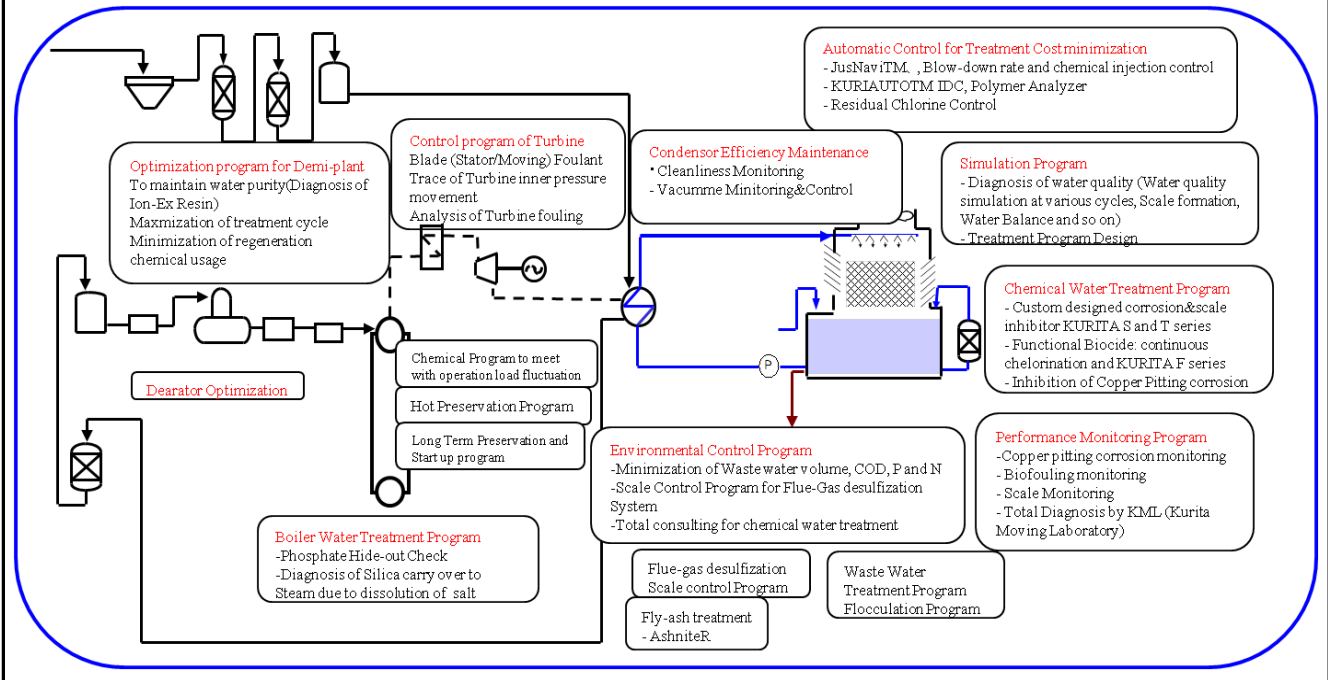 Automatic Control for Treatment Cost minimization
- JusNaviTM、, Blow-down rate and chemical injection control
- KURIAUTOTM IDC, Polymer Analyzer
- Residual Chlorine Control
Optimization program for Demi-plant
To maintain water purity(Diagnosis of
Ion-Ex Resin)
Maxmization of treatment cycle
Minimization of regeneration
chemical usage
Control program of Turbine
Blade (Stator/Moving) Foulant
Trace of Turbine inner pressure
movement
Analysis of Turbine fouling
Condensor Efficiency Maintenance
• Cleanliness Monitoring
- Vacumme Minitoring&Control
Simulation Program
- Diagnosis of water quality (Water quality
simulation at various cycles, Scale formation,
Water Balance and so on)
- Treatment Program Design
Chemical Water Treatment Program
- Custom designed corrosion&scale
inhibitor KURITA S and T series
- Functional Biocide: continuous
chelorination and KURITA F series
- Inhibition of Copper Pitting corrosion
P
Dearator Optimization
Chemical Program to meet
with operation load fluctuation
Hot Preservation Program
Long Term Preservation and
Start up program
Environmental Control Program
-Minimization of Waste water volume, COD, P and N
-Scale Control Program for Flue-Gas desulfization
System
-Total consulting for chemical water treatment
Performance Monitoring Program
-Copper pitting corrosion monitoring
- Biofouling monitoring
- Scale Monitoring
- Total Diagnosis by KML (Kurita
Moving Laboratory)
Boiler Water Treatment Program
-Phosphate Hide-out Check
-Diagnosis of Silica carry over to
Steam due to dissolution of salt
Flue-gas desulfization
Scale control Program
Waste Water
Treatment Program
Flocculation Program
Fly-ash treatment
- AshniteR